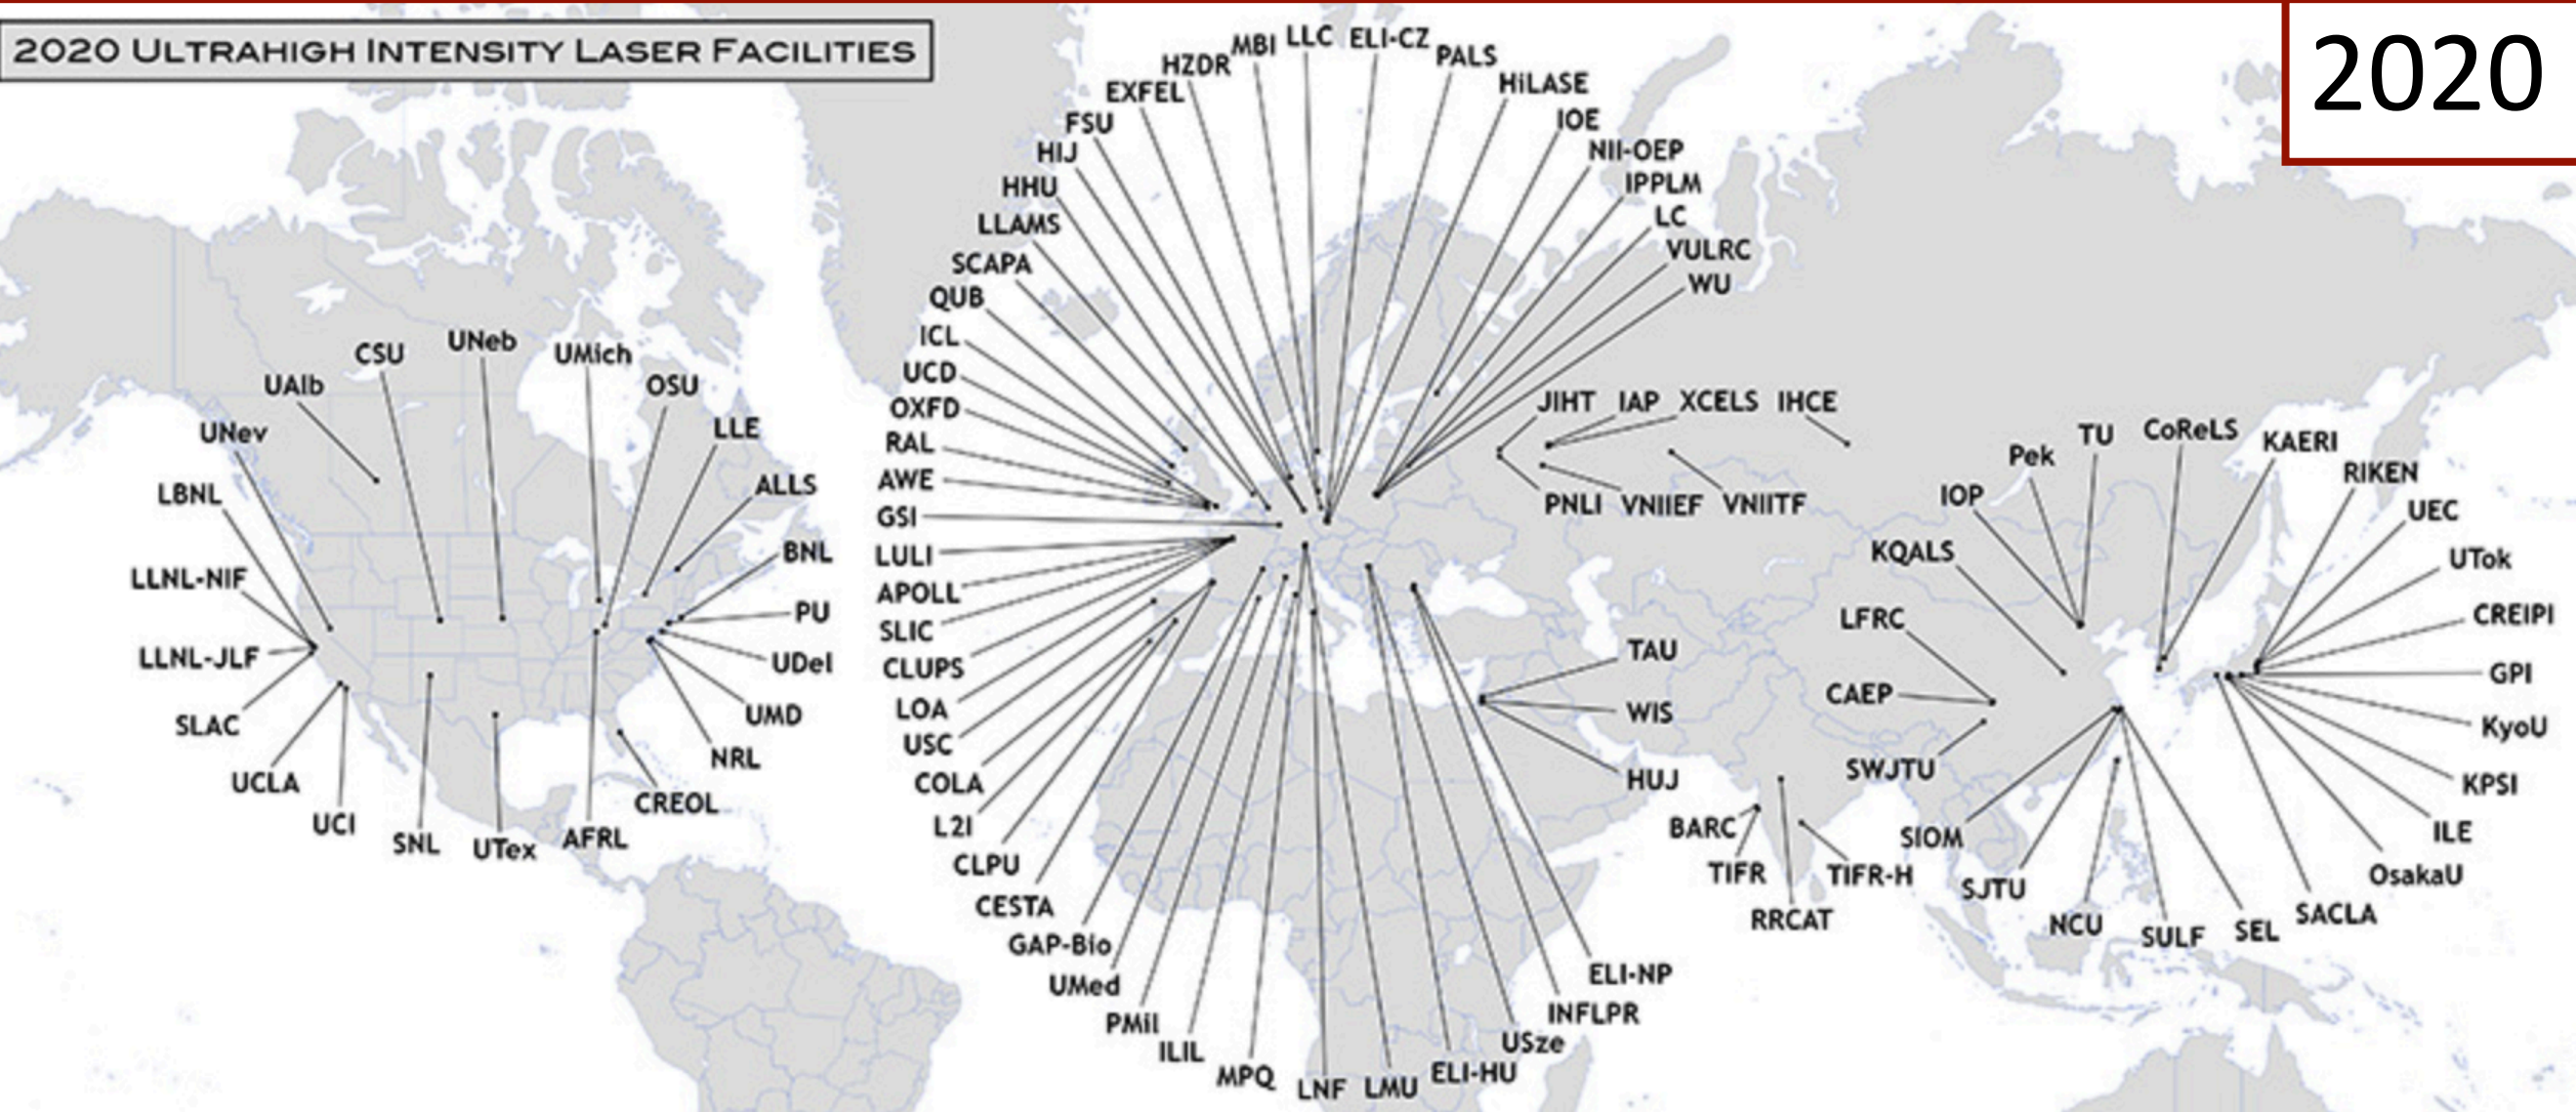 2020 ULTRAHIGH INTENSITY LASER FACILITIES
2020
UNev
UAlb
CSU
UNeb
UMich
OSU
LLE
ALLS
BNL
PU
UDel
UMD
NRL
CREOL
AFRL
UTex
SNL
UCI
UCLA
SLAC
LLNL-JLF
LLNL-NIF
LBNL
LLC
ELI-CZ
PALS
HiLASE
IOE
NII-OEP
IPPLM
LC
VULRC
WU
MBI
HZDR
EXFEL
FSU
HIJ
HHU
LLAMS
SCAPA
QUB
ICL
UCD
OXFD
RAL
AWE
GSI
LULI
APOLL
SLIC
CLUPS
LOA
USC
COLA
L2I
CLPU
CESTA
GAP-Bio
UMed
PMil
ILIL
MPQ
LNF
LMU
ELI-HU
USze
INFLPR
ELI-NP
JIHT
IAP
XCELS
IHCE
PNLI
VNIIEF
VNIITF
TAU
WIS
HUJ
BARC
TIFR
RRCAT
TIFR-H
KQALS
IOP
Pek
TU
CoReLS
KAERI
RIKEN
UEC
UTok
CREIPI
GPI
KyoU
KPSI
ILE
OsakaU
SACLA
SEL
SULF
NCU
SJTU
SIOM
SWJTU
CAEP
LFRC